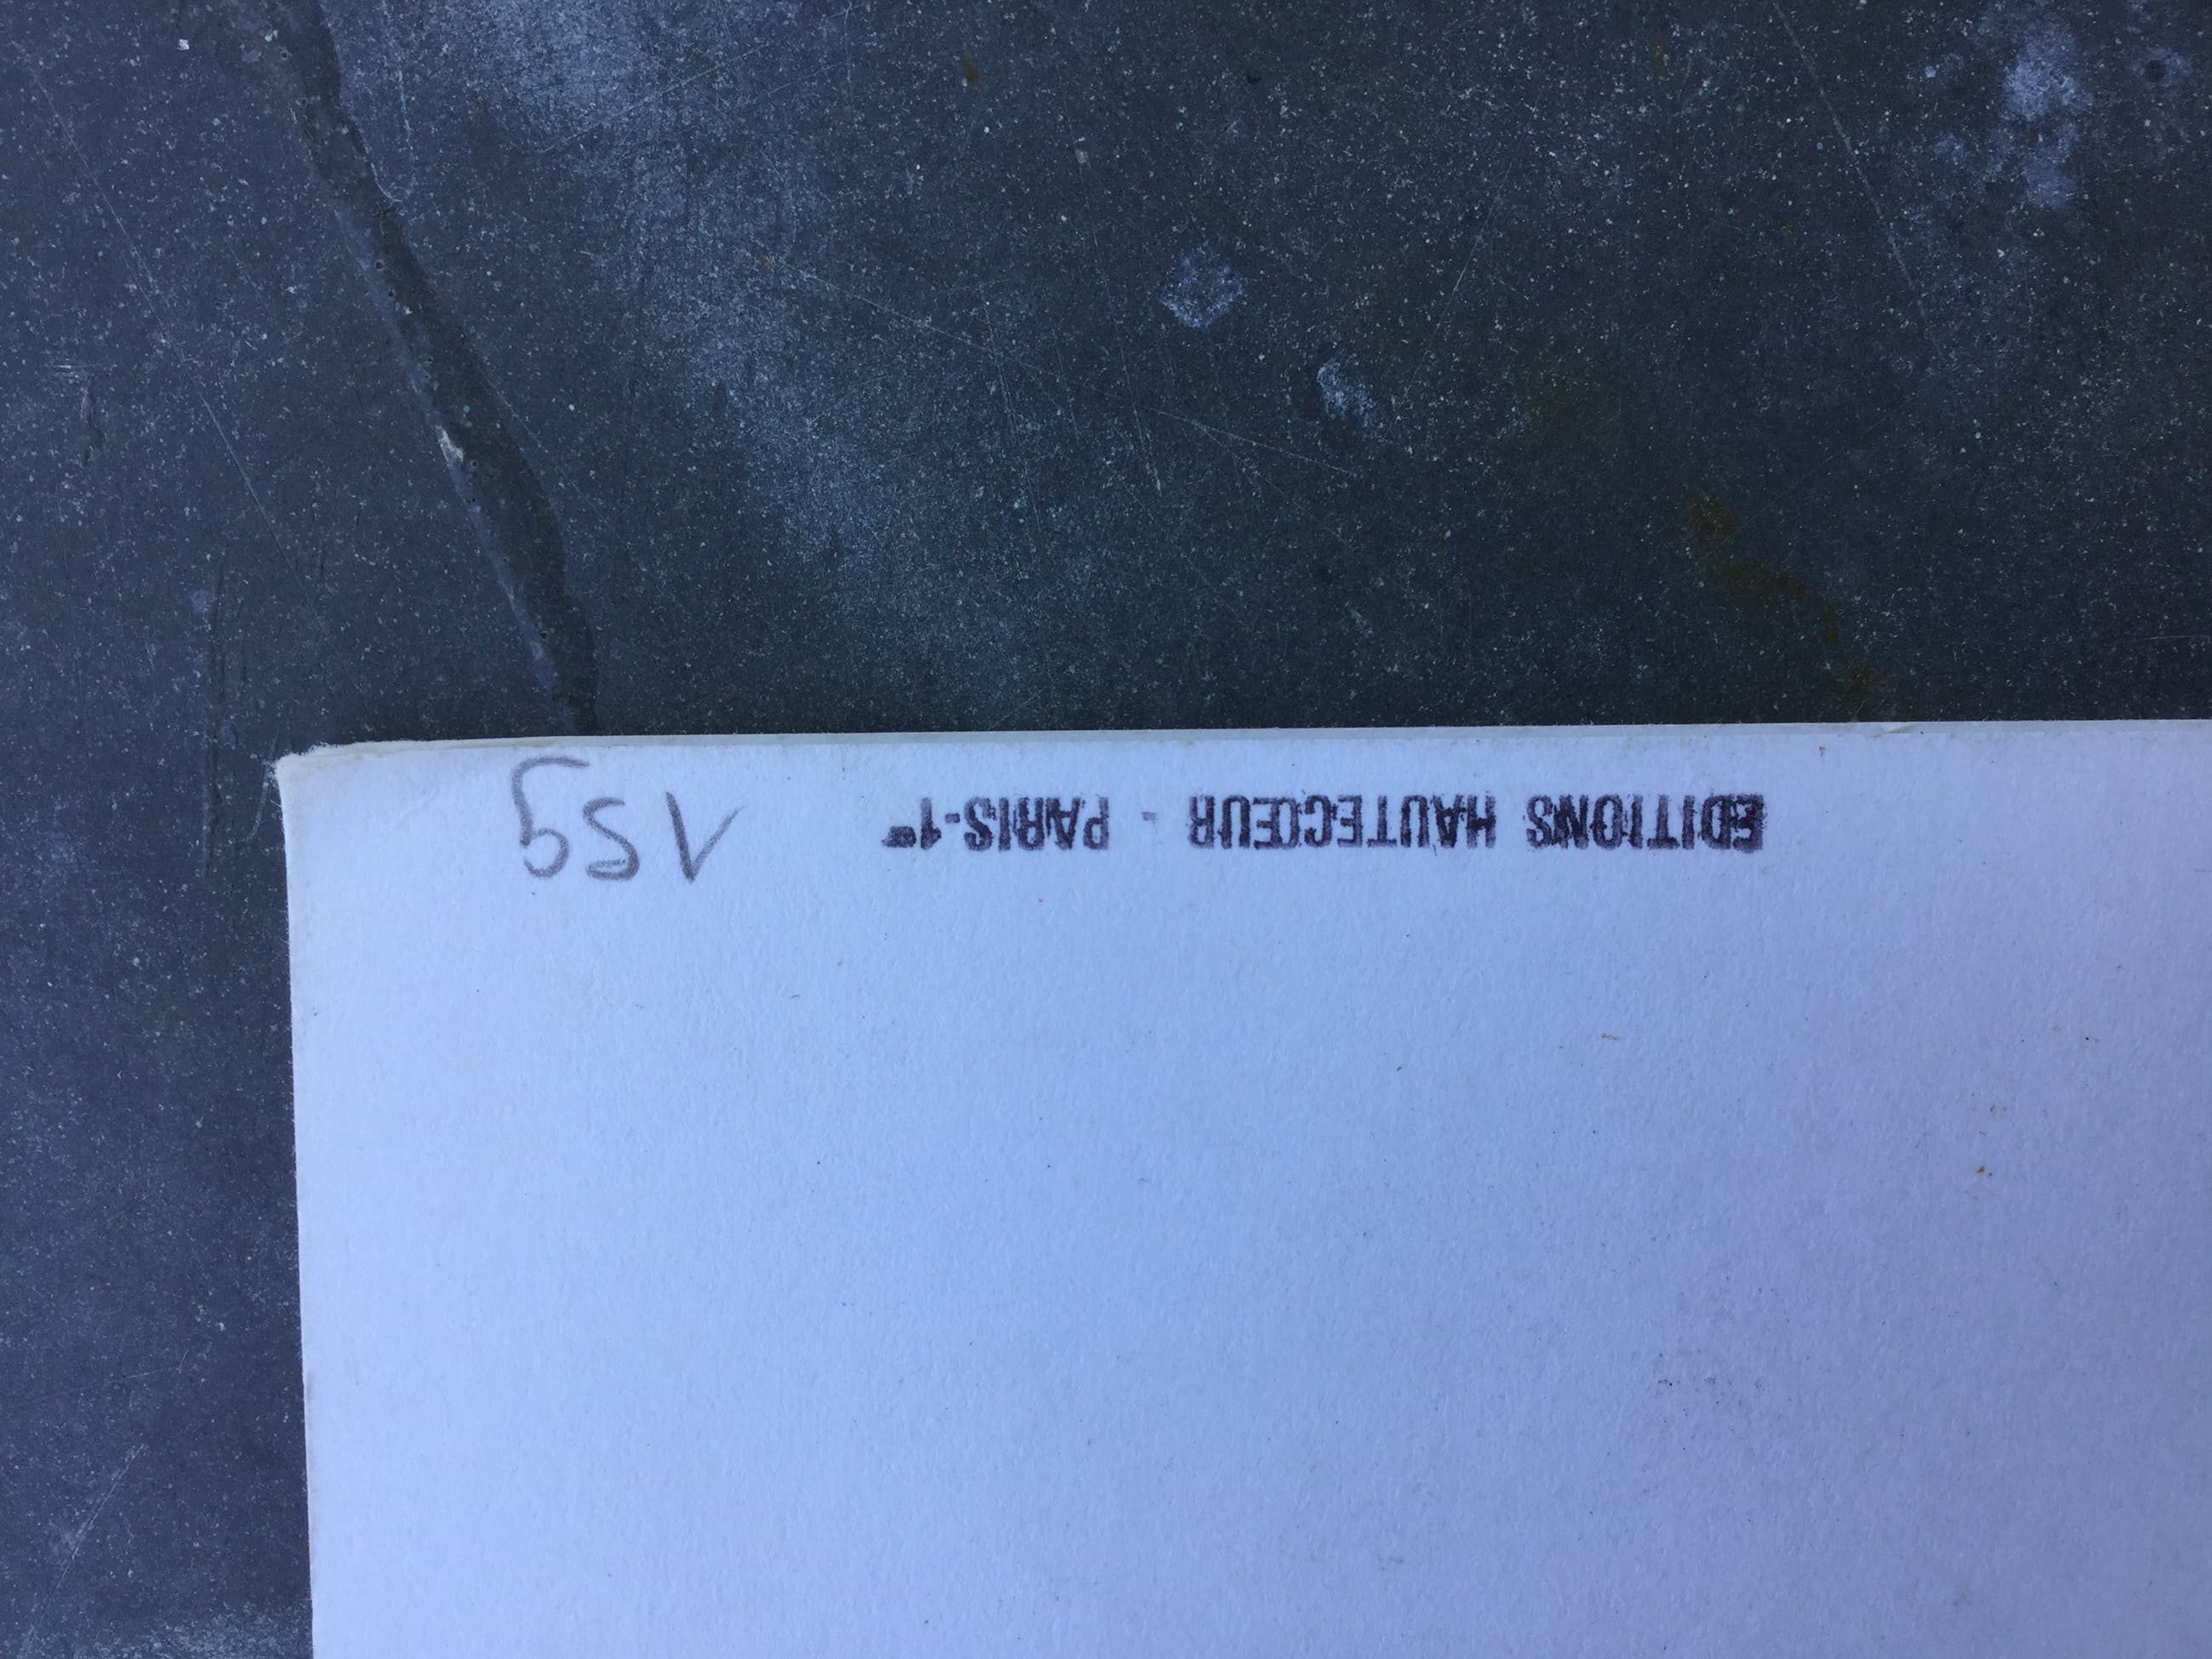 EDITIONS HAUTECŒUR - PARIS-1er
159